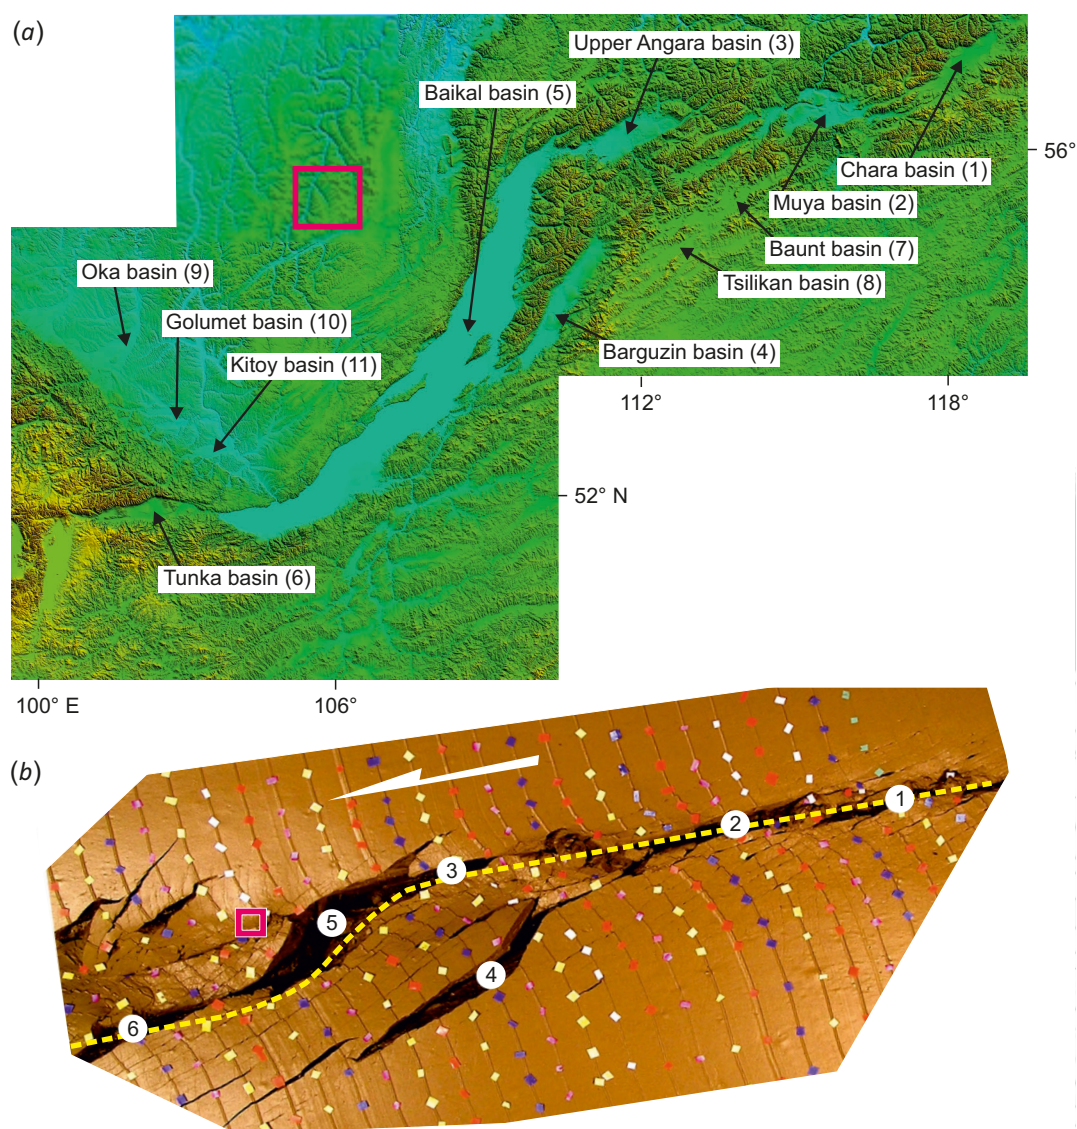 (a)
Upper Angara basin (3)
Baikal basin (5)
56°
Chara basin (1)
Muya basin (2)
Baunt basin (7)
Tsilikan basin (8)
Oka basin (9)
Golumet basin (10)
Kitoy basin (11)
Barguzin basin (4)
112°
118°
52° N
Tunka basin (6)
100° E
106°
(b)
1
2
3
5
4
6